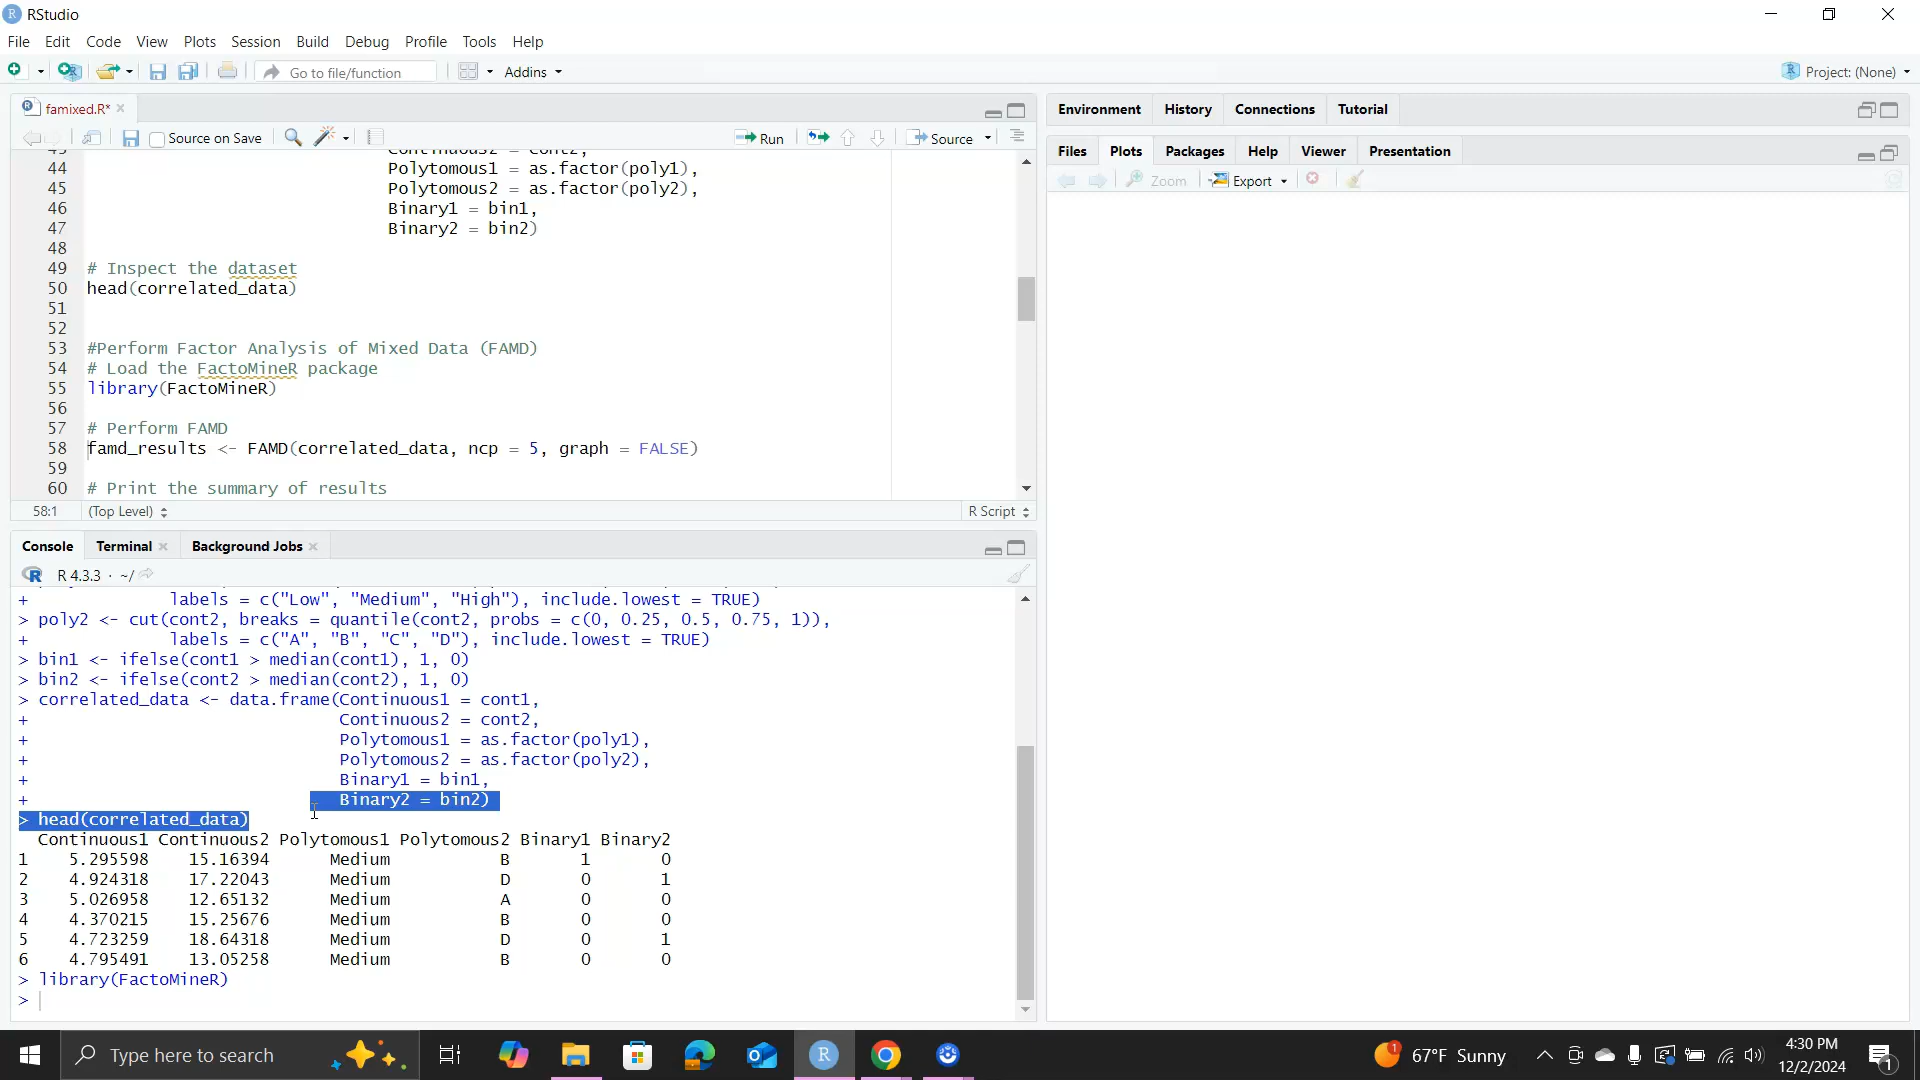 RStudio
File Edit Code View Plots Session Build Debug Profile Tools Help
Go to file/function Addins Project: (None)
famixed.R*
Source on Save Run Source
43 Continuous2 = cont2,
44 Polytomous1 = as.factor(poly1),
45 Polytomous2 = as.factor(poly2),
46 Binary1 = bin1,
47 Binary2 = bin2)
48
49 # Inspect the dataset
50 head(correlated_data)
51
52
53 #Perform Factor Analysis of Mixed Data (FAMD)
54 # Load the FactoMineR package
55 library(FactoMineR)
56
57 # Perform FAMD
58 famd_results <- FAMD(correlated_data, ncp = 5, graph = FALSE)
59
60 # Print the summary of results
58:1 (Top Level) R Script
Console Terminal Background Jobs
R 4.3.3 · ~/
+ labels = c("Low", "Medium", "High"), include.lowest = TRUE)
> poly2 <- cut(cont2, breaks = quantile(cont2, probs = c(0, 0.25, 0.5, 0.75, 1)),
+ labels = c("A", "B", "C", "D"), include.lowest = TRUE)
> bin1 <- ifelse(cont1 > median(cont1), 1, 0)
> bin2 <- ifelse(cont2 > median(cont2), 1, 0)
> correlated_data <- data.frame(Continuous1 = cont1,
+ Continuous2 = cont2,
+ Polytomous1 = as.factor(poly1),
+ Polytomous2 = as.factor(poly2),
+ Binary1 = bin1,
+ Binary2 = bin2)
> head(correlated_data)
Continuous1 Continuous2 Polytomous1 Polytomous2 Binary1 Binary2
1 5.295598 15.16394 Medium B 1 0
2 4.924318 17.22043 Medium D 0 1
3 5.026958 12.65132 Medium A 0 0
4 4.370215 15.25676 Medium B 0 0
5 4.723259 18.64318 Medium D 0 1
6 4.795491 13.05258 Medium B 0 0
> library(FactoMineR)
>
Environment History Connections Tutorial
Files Plots Packages Help Viewer Presentation
Zoom Export
Type here to search
67°F Sunny
4:30 PM
12/2/2024
1